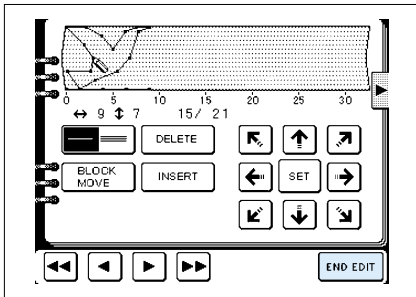 0 5 10 15 20 25 30
↔ 9 ↕ 7 15/ 21
DELETE
BLOCK
MOVE
INSERT
SET
END EDIT